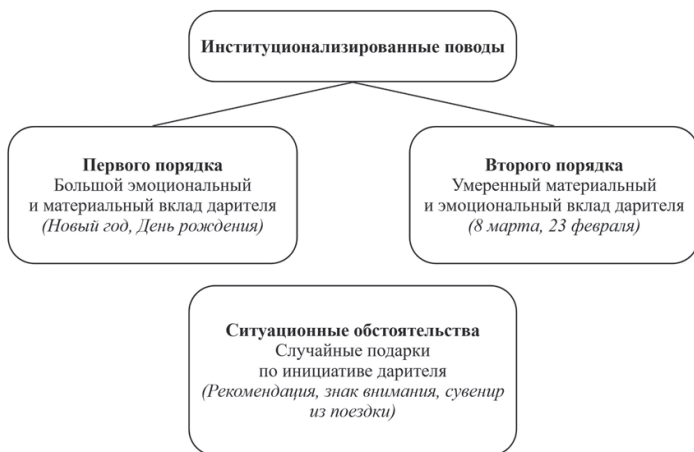 Институционализированные поводы
Первого порядка
Большой эмоциональный
и материальный вклад дарителя
(Новый год, День рождения)
Второго порядка
Умеренный материальный
и эмоциональный вклад дарителя
(8 марта, 23 февраля)
Ситуационные обстоятельства
Случайные подарки
по инициативе дарителя
(Рекомендация, знак внимания, сувенир
из поездки)